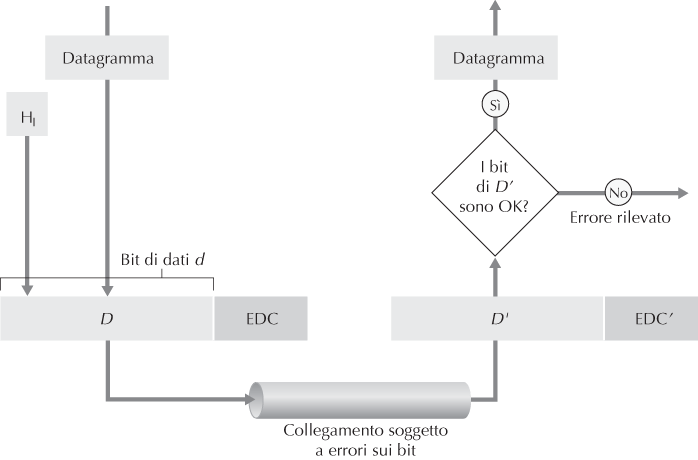 Datagramma
H_l
Bit di dati d
D
EDC
Collegamento soggetto
a errori sui bit
D'
EDC'
I bit
di D'
sono OK?
Sì
No
Errore rilevato
Datagramma